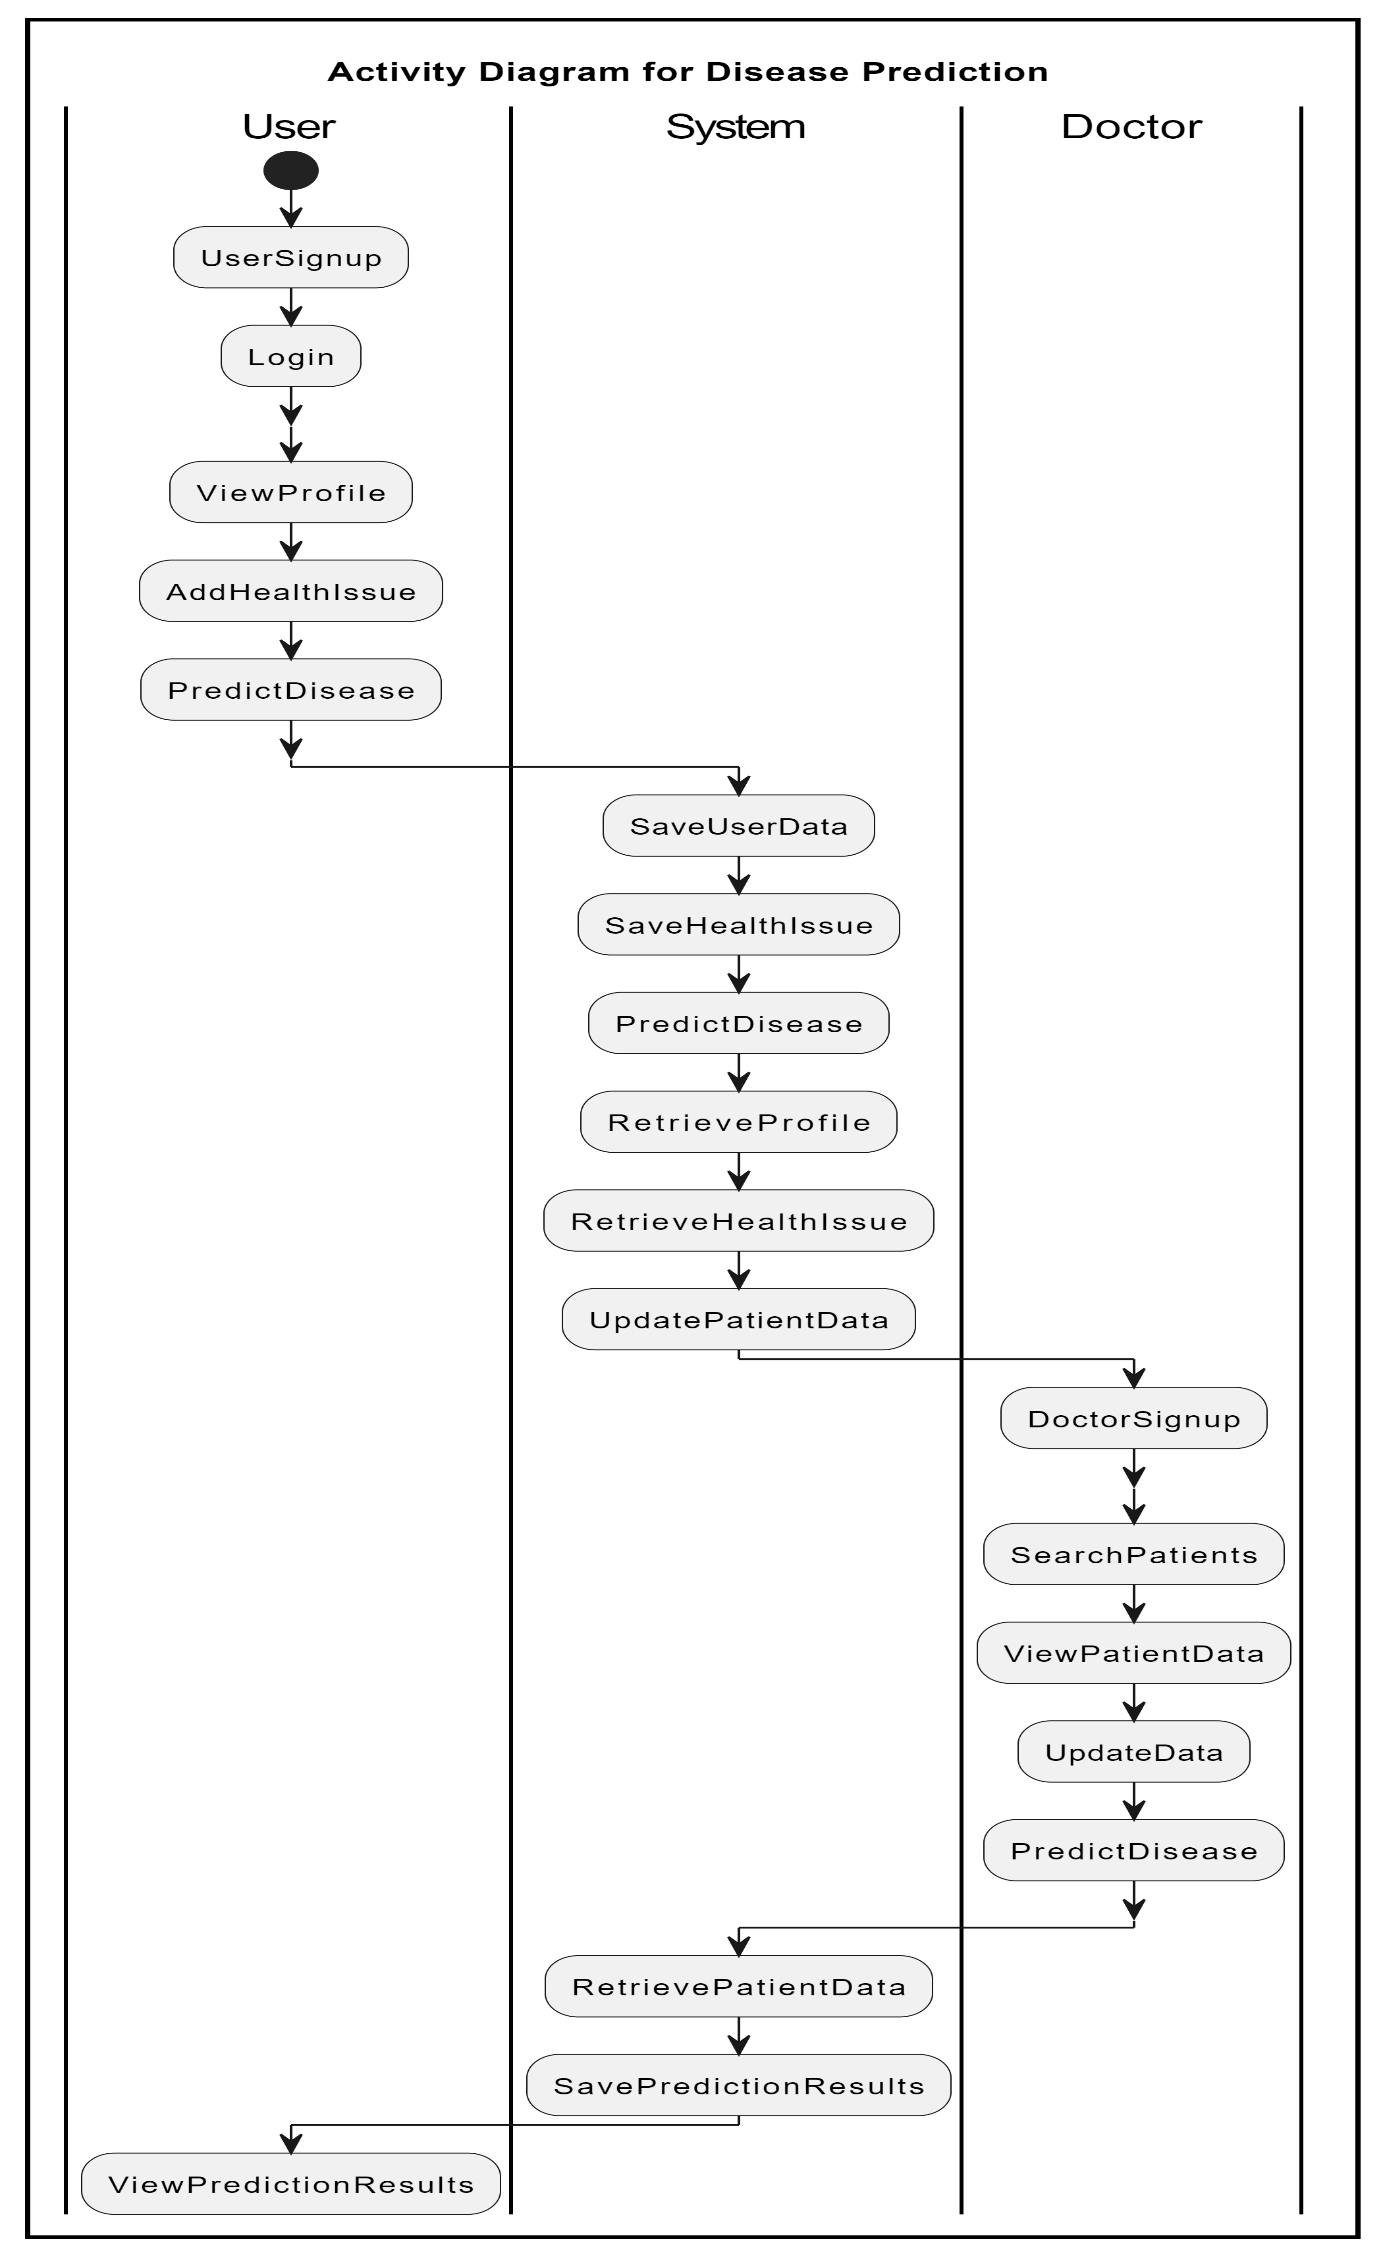 Activity Diagram for Disease Prediction
User
System
Doctor
UserSignup
Login
ViewProfile
AddHealthIssue
PredictDisease
SaveUserData
SaveHealthIssue
PredictDisease
RetrieveProfile
RetrieveHealthIssue
UpdatePatientData
DoctorSignup
SearchPatients
ViewPatientData
UpdateData
PredictDisease
RetrievePatientData
SavePredictionResults
ViewPredictionResults